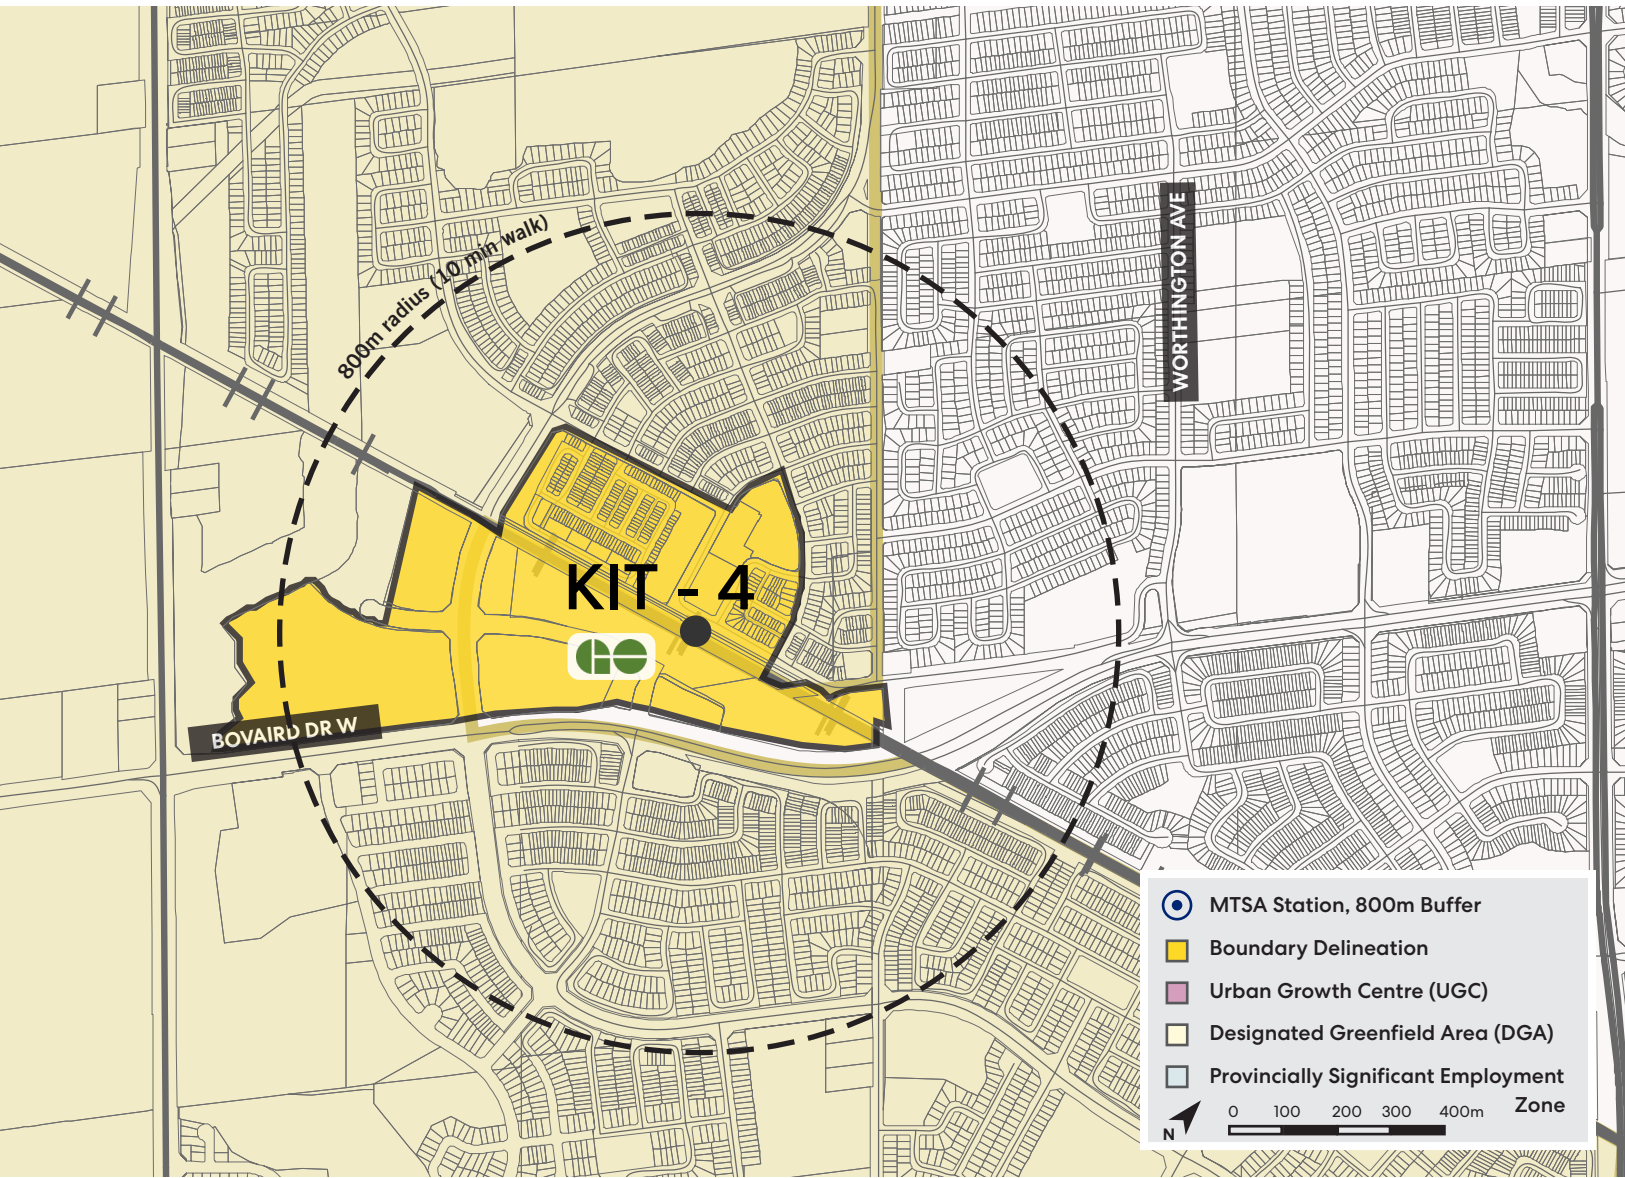 WORTHINGTON AVE
800m radius (10 min walk)
KIT - 4
GO
BOVAIRD DR W
MTSA Station, 800m Buffer
Boundary Delineation
Urban Growth Centre (UGC)
Designated Greenfield Area (DGA)
Provincially Significant Employment
Zone
0 100 200 300 400m
N